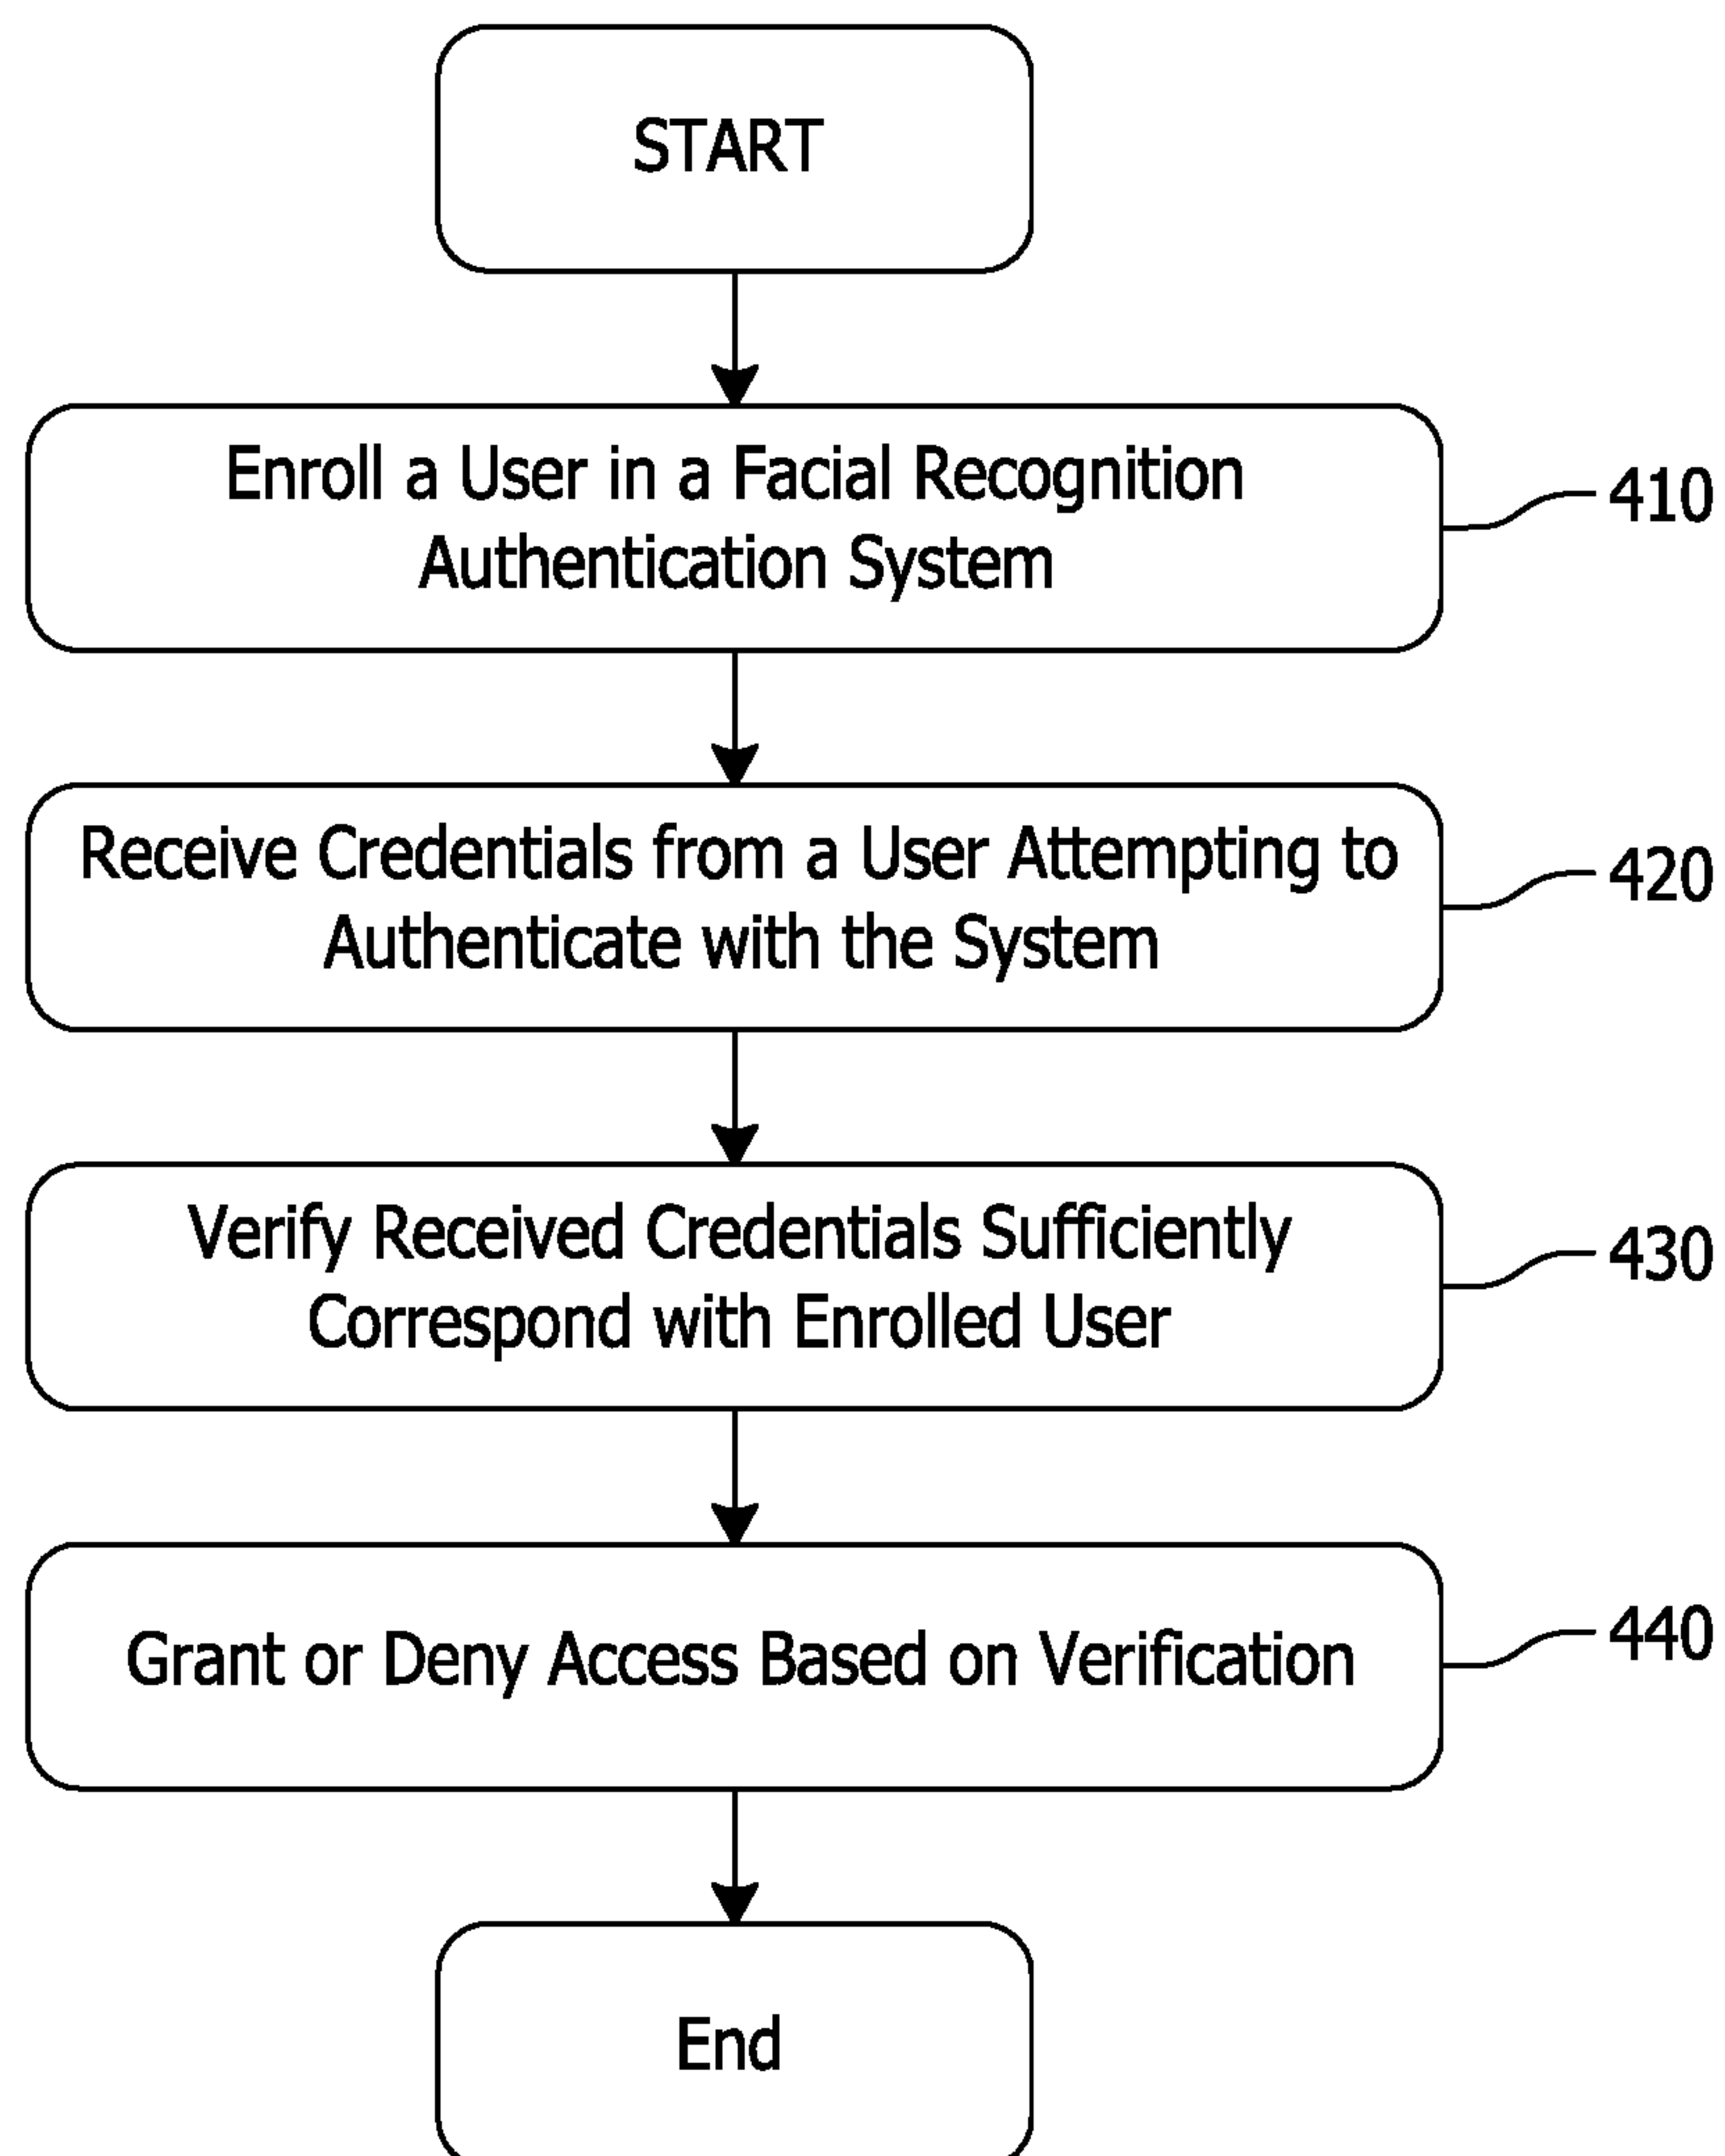 START
Enroll a User in a Facial Recognition
Authentication System
410
Receive Credentials from a User Attempting to
Authenticate with the System
420
Verify Received Credentials Sufficiently
Correspond with Enrolled User
430
Grant or Deny Access Based on Verification
440
End